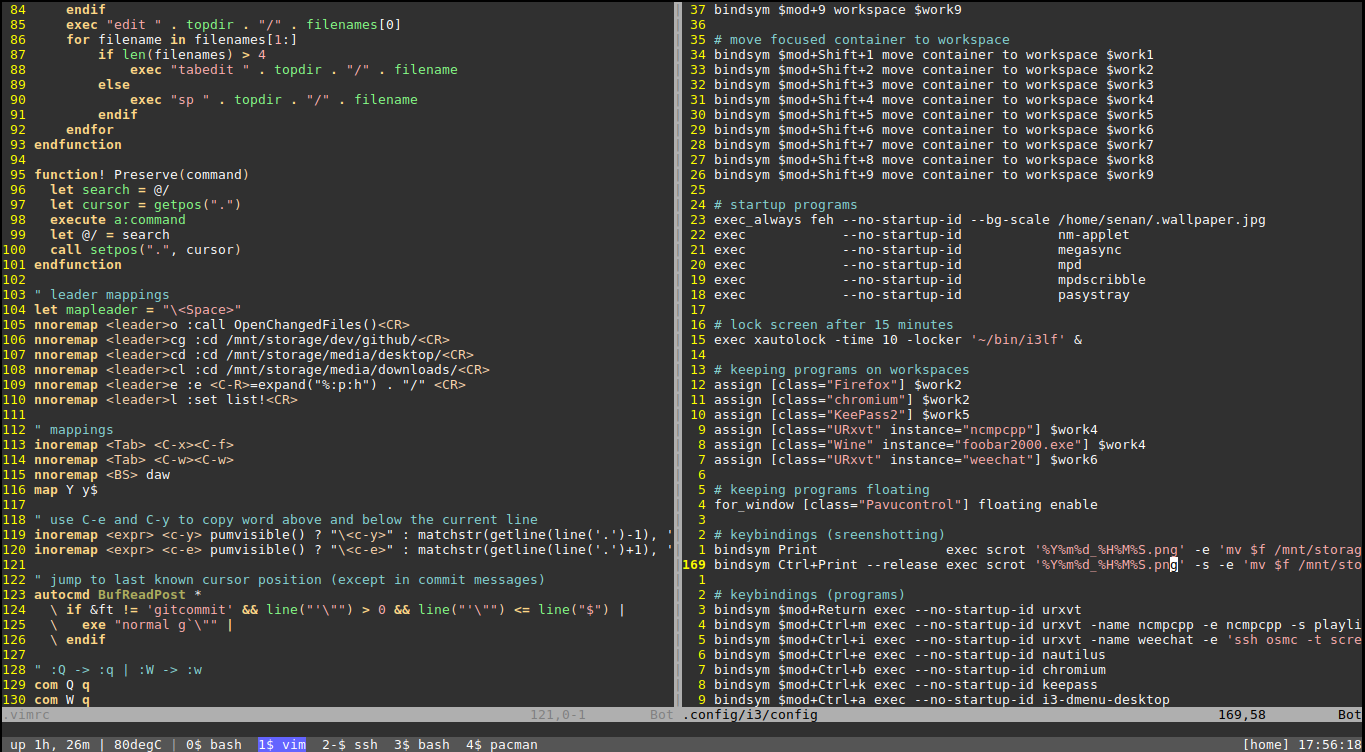 84     endif
85     exec "edit " . topdir . "/" . filenames[0]
86     for filename in filenames[1:]
87         if len(filenames) > 4
88             exec "tabedit " . topdir . "/" . filename
89         else
90             exec "sp " . topdir . "/" . filename
91         endif
92     endfor
93 endfunction
94
95 function! Preserve(command)
96   let search = @/
97   let cursor = getpos(".")
98   execute a:command
99   let @/ = search
100   call setpos(".", cursor)
101 endfunction
102
103 " leader mappings
104 let mapleader = "\<Space>"
105 nnoremap <leader>o :call OpenChangedFiles()<CR>
106 nnoremap <leader>cg :cd /mnt/storage/dev/github/<CR>
107 nnoremap <leader>cd :cd /mnt/storage/media/desktop/<CR>
108 nnoremap <leader>cl :cd /mnt/storage/media/downloads/<CR>
109 nnoremap <leader>e :e <C-R>=expand("%:p:h") . "/" <CR>
110 nnoremap <leader>l :set list!<CR>
111
112 " mappings
113 inoremap <Tab> <C-x><C-f>
114 nnoremap <Tab> <C-w><C-w>
115 nnoremap <BS> daw
116 map Y y$
117
118 " use C-e and C-y to copy word above and below the current line
119 inoremap <expr> <c-y> pumvisible() ? "\<c-y>" : matchstr(getline(line('.')-1), '
120 inoremap <expr> <c-e> pumvisible() ? "\<c-e>" : matchstr(getline(line('.')+1), '
121
122 " jump to last known cursor position (except in commit messages)
123 autocmd BufReadPost *
124   \ if &ft != 'gitcommit' && line("'\"") > 0 && line("'\"") <= line("$") |
125   \   exe "normal g`\"" |
126   \ endif
127
128 " :Q -> :q | :W -> :w
129 com Q q
130 com W q
.vimrc 121,0-1 Bot
37 bindsym $mod+9 workspace $work9
36
35 # move focused container to workspace
34 bindsym $mod+Shift+1 move container to workspace $work1
33 bindsym $mod+Shift+2 move container to workspace $work2
32 bindsym $mod+Shift+3 move container to workspace $work3
31 bindsym $mod+Shift+4 move container to workspace $work4
30 bindsym $mod+Shift+5 move container to workspace $work5
29 bindsym $mod+Shift+6 move container to workspace $work6
28 bindsym $mod+Shift+7 move container to workspace $work7
27 bindsym $mod+Shift+8 move container to workspace $work8
26 bindsym $mod+Shift+9 move container to workspace $work9
25
24 # startup programs
23 exec_always feh --no-startup-id --bg-scale /home/senan/.wallpaper.jpg
22 exec            --no-startup-id            nm-applet
21 exec            --no-startup-id            megasync
20 exec            --no-startup-id            mpd
19 exec            --no-startup-id            mpdscribble
18 exec            --no-startup-id            pasystray
17
16 # lock screen after 15 minutes
15 exec xautolock -time 10 -locker '~/bin/i3lf' &
14
13 # keeping programs on workspaces
12 assign [class="Firefox"] $work2
11 assign [class="chromium"] $work2
10 assign [class="KeePass2"] $work5
9 assign [class="URxvt" instance="ncmpcpp"] $work4
8 assign [class="Wine" instance="foobar2000.exe"] $work4
7 assign [class="URxvt" instance="weechat"] $work6
6
5 # keeping programs floating
4 for_window [class="Pavucontrol"] floating enable
3
2 # keybindings (sreenshotting)
1 bindsym Print                exec scrot '%Y%m%d_%H%M%S.png' -e 'mv $f /mnt/storag
169 bindsym Ctrl+Print --release exec scrot '%Y%m%d_%H%M%S.png' -s -e 'mv $f /mnt/sto
1
2 # keybindings (programs)
3 bindsym $mod+Return exec --no-startup-id urxvt
4 bindsym $mod+Ctrl+m exec --no-startup-id urxvt -name ncmpcpp -e ncmpcpp -s playli
5 bindsym $mod+Ctrl+i exec --no-startup-id urxvt -name weechat -e 'ssh osmc -t scre
6 bindsym $mod+Ctrl+e exec --no-startup-id nautilus
7 bindsym $mod+Ctrl+b exec --no-startup-id chromium
8 bindsym $mod+Ctrl+k exec --no-startup-id keepass
9 bindsym $mod+Ctrl+a exec --no-startup-id i3-dmenu-desktop
.config/i3/config 169,58 Bot
up 1h, 26m | 80degC | 0$ bash  1$ vim  2-$ ssh  3$ bash  4$ pacman [home] 17:56:18